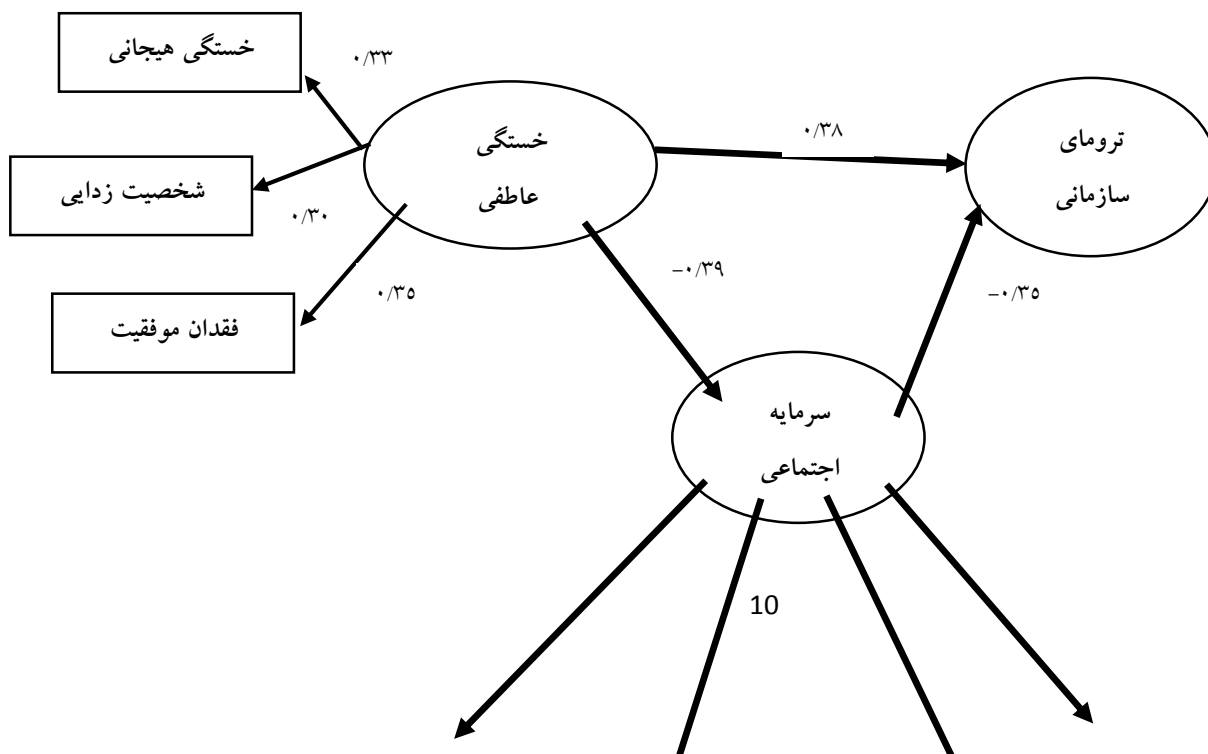 خستگی هیجانی
۰/۳۳
ترومای
سازمانی
۰/۳۸
خستگی
عاطفی
شخصیت زدایی
۰/۳۰
-۰/۳۹
-۰/۳۵
۰/۳۵
فقدان موفقیت
سرمایه
اجتماعی
10